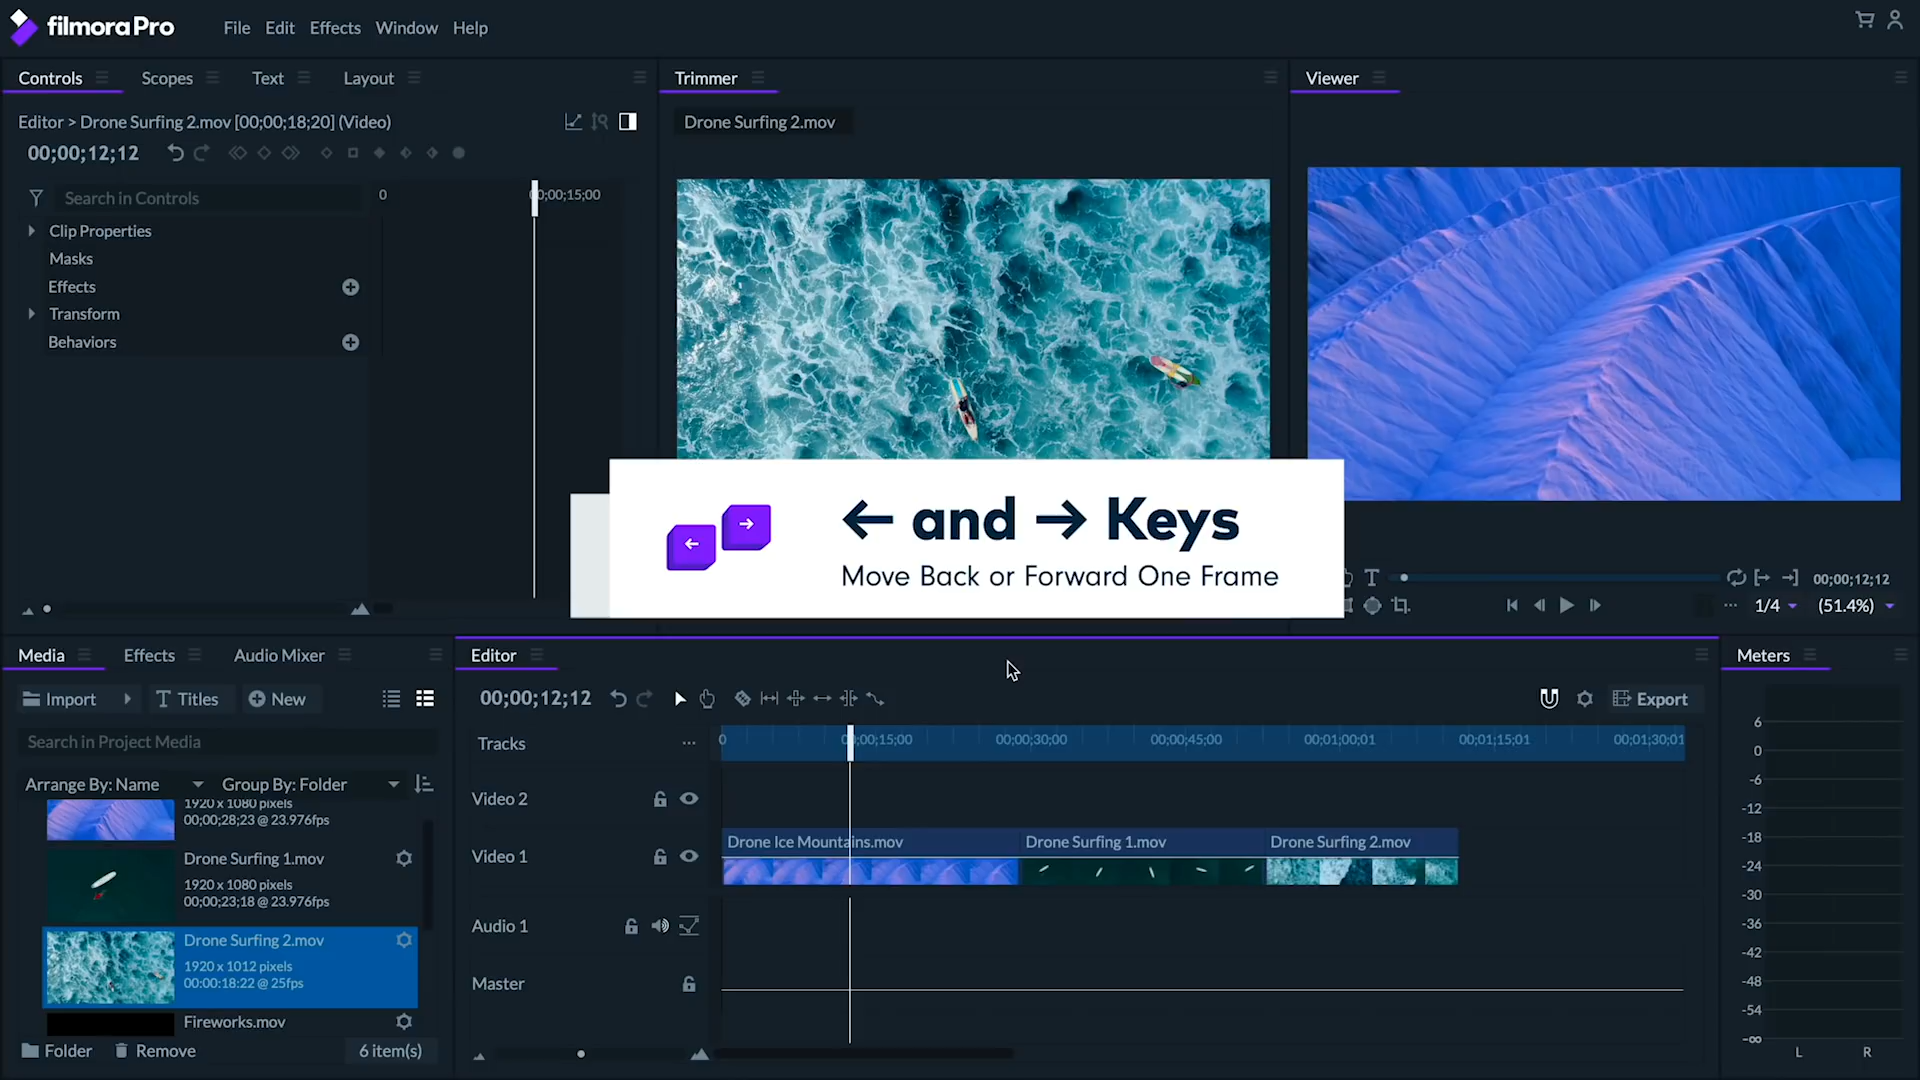 filmora Pro
File Edit Effects Window Help
Controls Scopes Text Layout
Trimmer
Viewer
Editor > Drone Surfing 2.mov [00;00;18;20] (Video)
Drone Surfing 2.mov
00;00;12;12
Search in Controls
0 0;00;15;00
Clip Properties
Masks
Effects
Transform
Behaviors
← and → Keys
Move Back or Forward One Frame
← →
00;00;12;12
1/4 (51.4%)
Media Effects Audio Mixer
Editor
Meters
Import Titles New
00;00;12;12
Export
Search in Project Media
Tracks
0 00;00;15;00 00;00;30;00 00;00;45;00 00;01;00;01 00;01;15;01 00;01;30;01
Arrange By: Name Group By: Folder
1920 x 1080 pixels
00;00;28;23 @ 23.976fps
Drone Surfing 1.mov
1920 x 1080 pixels
00;00;23;18 @ 23.976fps
Drone Surfing 2.mov
1920 x 1012 pixels
00:00:18:22 @ 25fps
Fireworks.mov
Folder Remove 6 item(s)
Video 2
Video 1
Drone Ice Mountains.mov Drone Surfing 1.mov Drone Surfing 2.mov
Audio 1
Master
6
0
-6
-12
-18
-24
-30
-36
-42
-48
-54
-∞
L R